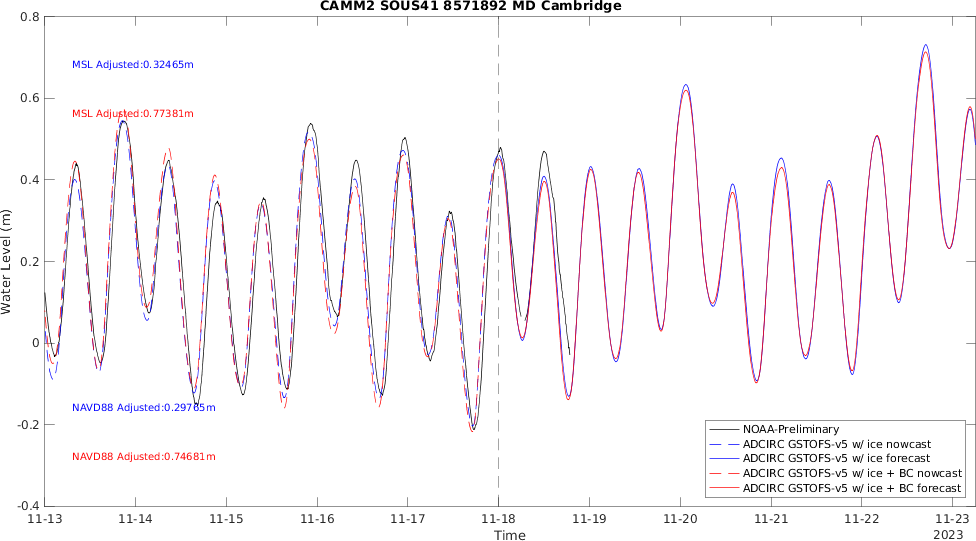 CAMM2 SOUS41 8571892 MD Cambridge
0.8
0.6
0.4
0.2
0
-0.2
-0.4
Water Level (m)
MSL Adjusted:0.32465m
MSL Adjusted:0.77381m
NAVD88 Adjusted:0.29765m
NAVD88 Adjusted:0.74681m
NOAA-Preliminary
ADCIRC GSTOFS-v5 w/ ice nowcast
ADCIRC GSTOFS-v5 w/ ice forecast
ADCIRC GSTOFS-v5 w/ ice + BC nowcast
ADCIRC GSTOFS-v5 w/ ice + BC forecast
11-13 11-14 11-15 11-16 11-17 11-18 11-19 11-20 11-21 11-22 11-23
Time
2023